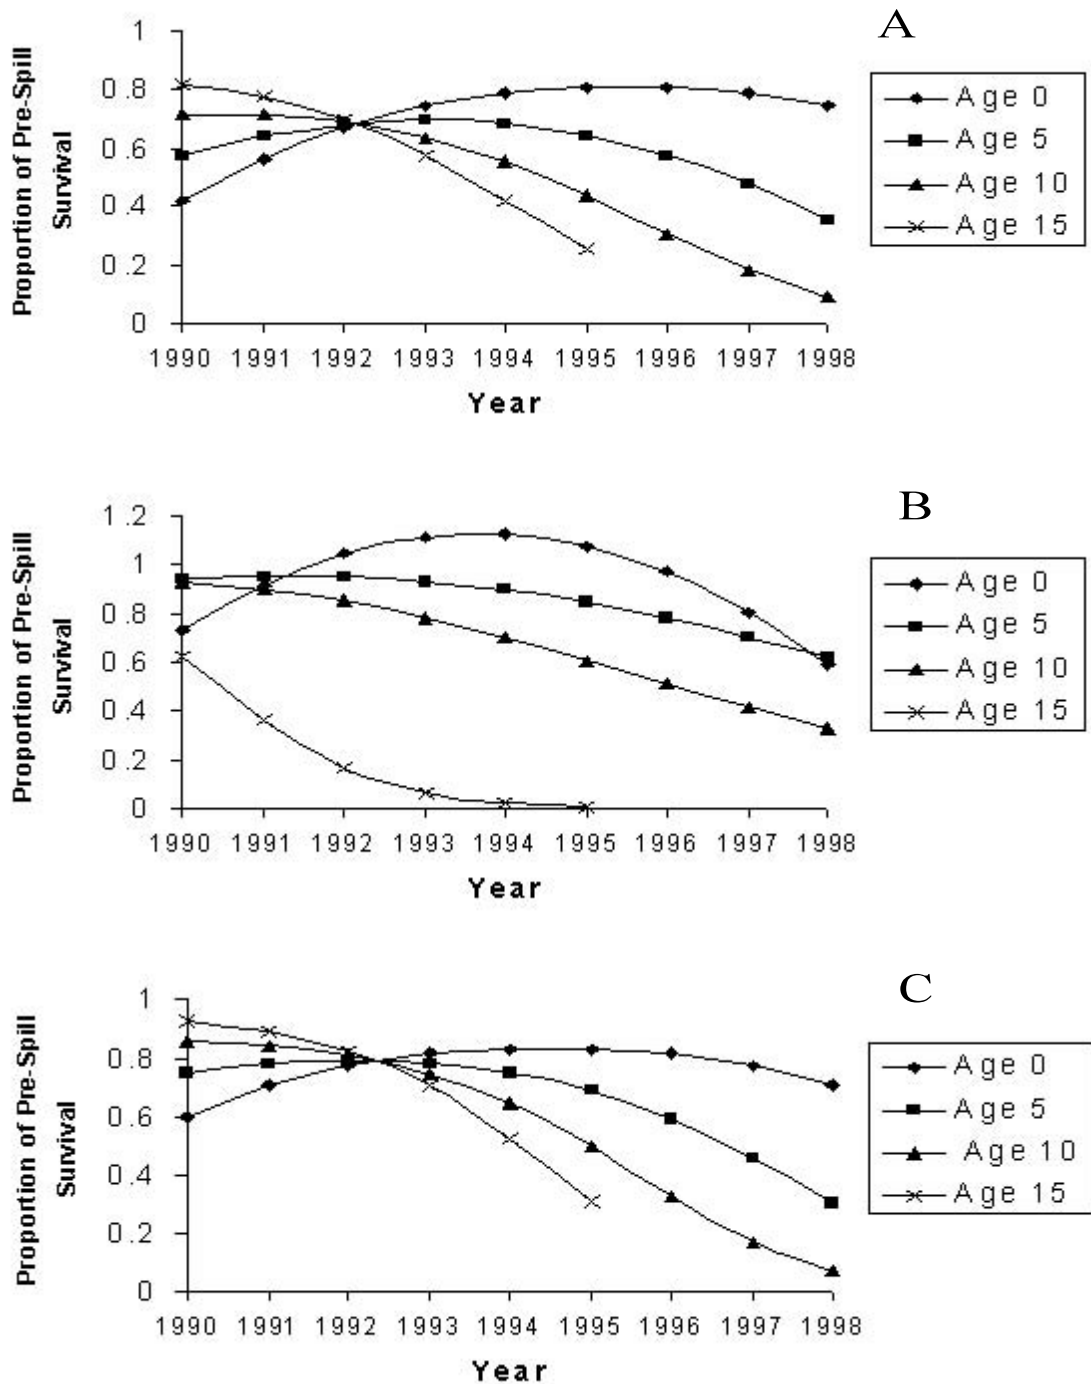 A
Proportion of Pre-Spill
Survival
1
0.8
0.6
0.4
0.2
0
1990 1991 1992 1993 1994 1995 1996 1997 1998
Year
Age 0
Age 5
Age 10
Age 15
B
Proportion of Pre-Spill
Survival
1.2
1
0.8
0.6
0.4
0.2
0
1990 1991 1992 1993 1994 1995 1996 1997 1998
Year
Age 0
Age 5
Age 10
Age 15
C
Proportion of Pre-Spill
Survival
1
0.8
0.6
0.4
0.2
0
1990 1991 1992 1993 1994 1995 1996 1997 1998
Year
Age 0
Age 5
Age 10
Age 15